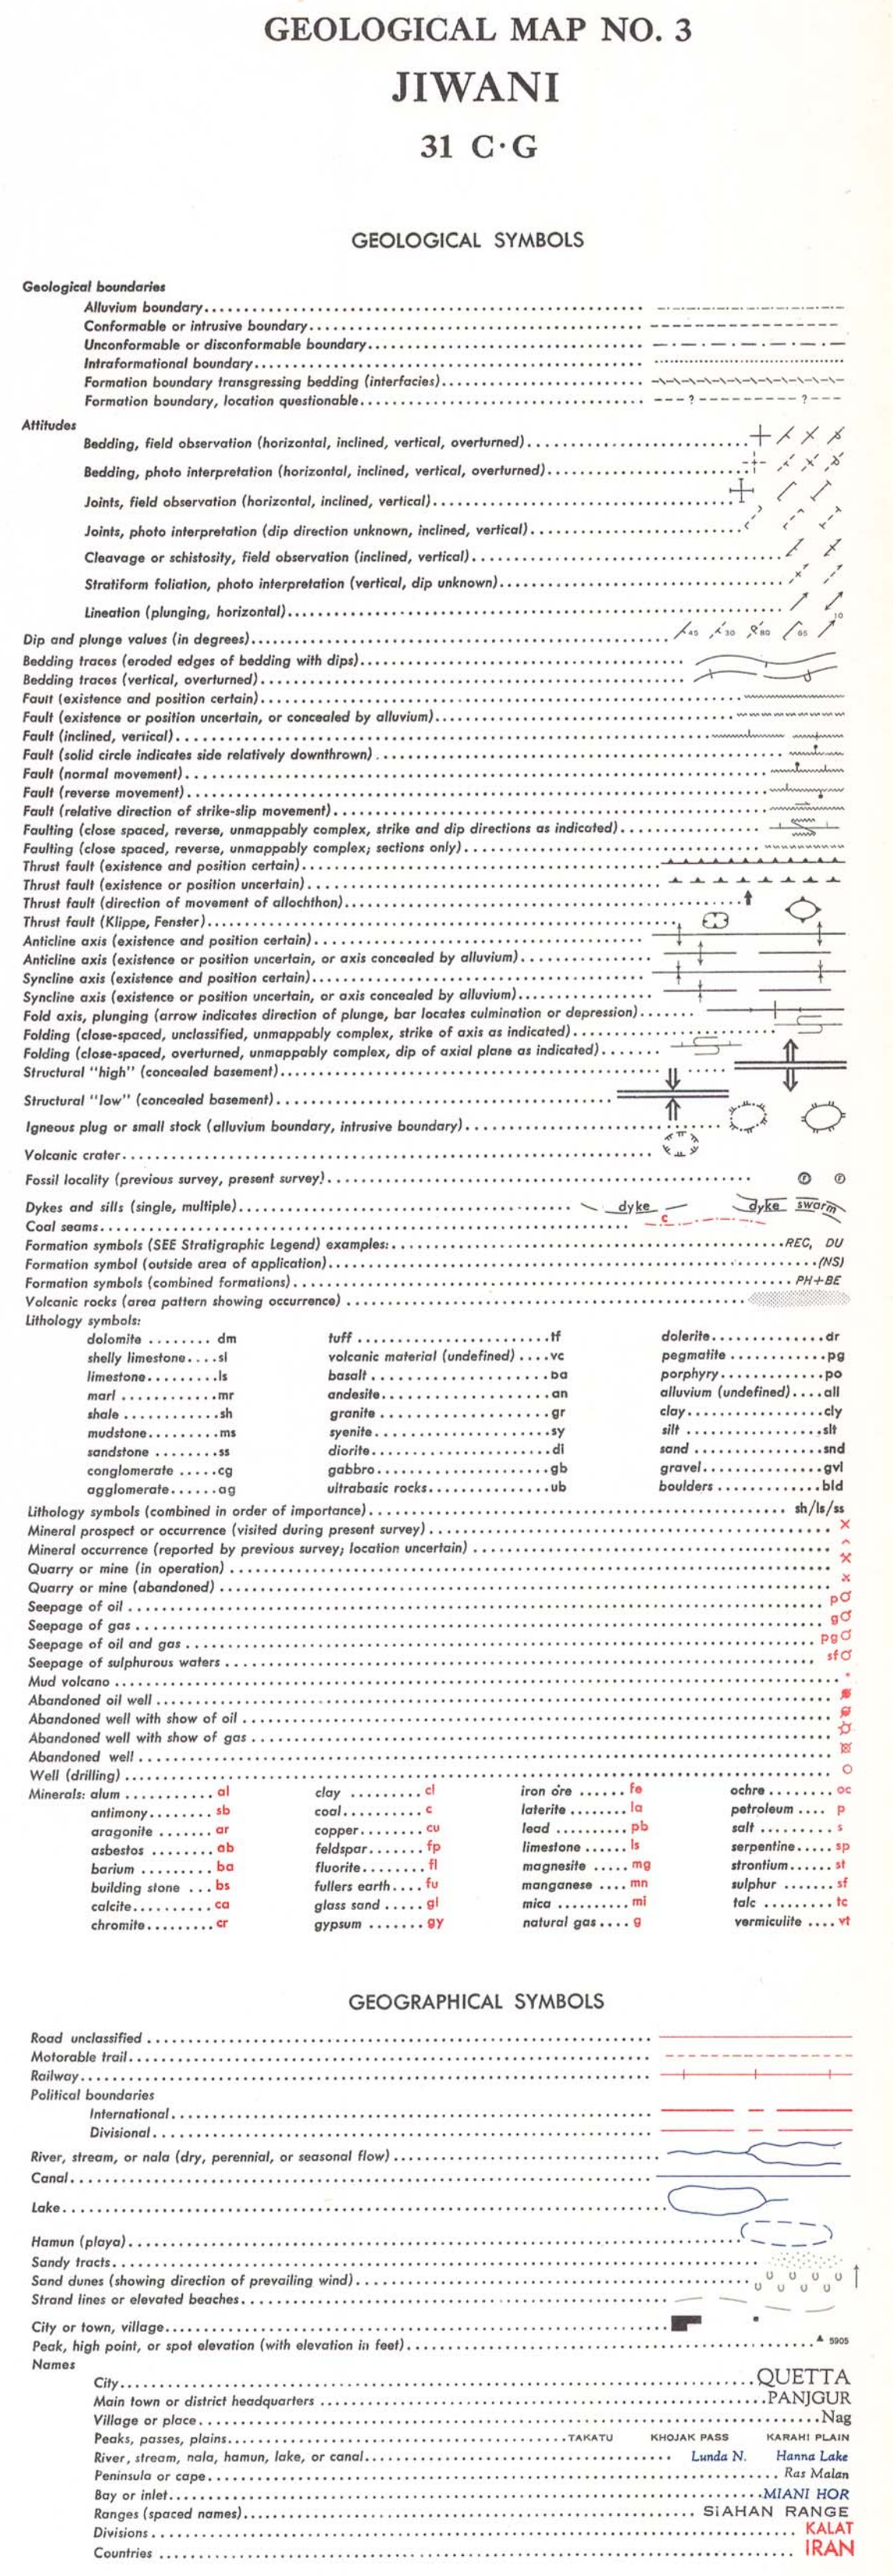 GEOLOGICAL MAP NO. 3
JIWANI
31 C·G
GEOLOGICAL SYMBOLS
Geological boundaries
Alluvium boundary
Conformable or intrusive boundary
Unconformable or disconformable boundary
Intraformational boundary
Formation boundary transgressing bedding (interfacies)
Formation boundary, location questionable ? ?
Attitudes
Bedding, field observation (horizontal, inclined, vertical, overturned)
Bedding, photo interpretation (horizontal, inclined, vertical, overturned)
Joints, field observation (horizontal, inclined, vertical)
Joints, photo interpretation (dip direction unknown, inclined, vertical)
Cleavage or schistosity, field observation (inclined, vertical)
Stratiform foliation, photo interpretation (vertical, dip unknown)
Lineation (plunging, horizontal)
Dip and plunge values (in degrees) 45 30 80 65 10
Bedding traces (eroded edges of bedding with dips)
Bedding traces (vertical, overturned)
Fault (existence and position certain)
Fault (existence or position uncertain, or concealed by alluvium)
Fault (inclined, vertical)
Fault (solid circle indicates side relatively downthrown)
Fault (normal movement)
Fault (reverse movement)
Fault (relative direction of strike-slip movement)
Faulting (close spaced, reverse, unmappably complex, strike and dip directions as indicated)
Faulting (close spaced, reverse, unmappably complex; sections only)
Thrust fault (existence and position certain)
Thrust fault (existence or position uncertain)
Thrust fault (direction of movement of allochthon)
Thrust fault (Klippe, Fenster)
Anticline axis (existence and position certain)
Anticline axis (existence or position uncertain, or axis concealed by alluvium)
Syncline axis (existence and position certain)
Syncline axis (existence or position uncertain, or axis concealed by alluvium)
Fold axis, plunging (arrow indicates direction of plunge, bar locates culmination or depression)
Folding (close-spaced, unclassified, unmappably complex, strike of axis as indicated)
Folding (close-spaced, overturned, unmappably complex, dip of axial plane as indicated)
Structural "high" (concealed basement)
Structural "low" (concealed basement)
Igneous plug or small stock (alluvium boundary, intrusive boundary)
Volcanic crater
Fossil locality (previous survey, present survey)
Dykes and sills (single, multiple) dyke dyke swarm
Coal seams c
Formation symbols (SEE Stratigraphic Legend) examples: REC, DU
Formation symbol (outside area of application) (NS)
Formation symbols (combined formations) PH+BE
Volcanic rocks (area pattern showing occurrence)
Lithology symbols:
dolomite dm tuff tf dolerite dr
shelly limestone sl volcanic material (undefined) vc pegmatite pg
limestone ls basalt ba porphyry po
marl mr andesite an alluvium (undefined) all
shale sh granite gr clay cly
mudstone ms syenite sy silt slt
sandstone ss diorite di sand snd
conglomerate cg gabbro gb gravel gvl
agglomerate ag ultrabasic rocks ub boulders bld
Lithology symbols (combined in order of importance) sh/ls/ss
Mineral prospect or occurrence (visited during present survey)
Mineral occurrence (reported by previous survey; location uncertain)
Quarry or mine (in operation)
Quarry or mine (abandoned)
Seepage of oil p
Seepage of gas g
Seepage of oil and gas pg
Seepage of sulphurous waters sf
Mud volcano
Abandoned oil well
Abandoned well with show of oil
Abandoned well with show of gas
Abandoned well
Well (drilling)
Minerals: alum al clay cl iron ore fe ochre oc
antimony sb coal c laterite la petroleum p
aragonite ar copper cu lead pb salt s
asbestos ab feldspar fp limestone ls serpentine sp
barium ba fluorite fl magnesite mg strontium st
building stone bs fullers earth fu manganese mn sulphur sf
calcite ca glass sand gl mica mi talc tc
chromite cr gypsum gy natural gas g vermiculite vt
GEOGRAPHICAL SYMBOLS
Road unclassified
Motorable trail
Railway
Political boundaries
International
Divisional
River, stream, or nala (dry, perennial, or seasonal flow)
Canal
Lake
Hamun (playa)
Sandy tracts
Sand dunes (showing direction of prevailing wind)
Strand lines or elevated beaches
City or town, village
Peak, high point, or spot elevation (with elevation in feet) 5905
Names
City QUETTA
Main town or district headquarters PANJGUR
Village or place Nag
Peaks, passes, plains TAKATU KHOJAK PASS KARAHI PLAIN
River, stream, nala, hamun, lake, or canal Lunda N. Hanna Lake
Peninsula or cape Ras Malan
Bay or inlet MIANI HOR
Ranges (spaced names) SIAHAN RANGE
Divisions KALAT
Countries IRAN